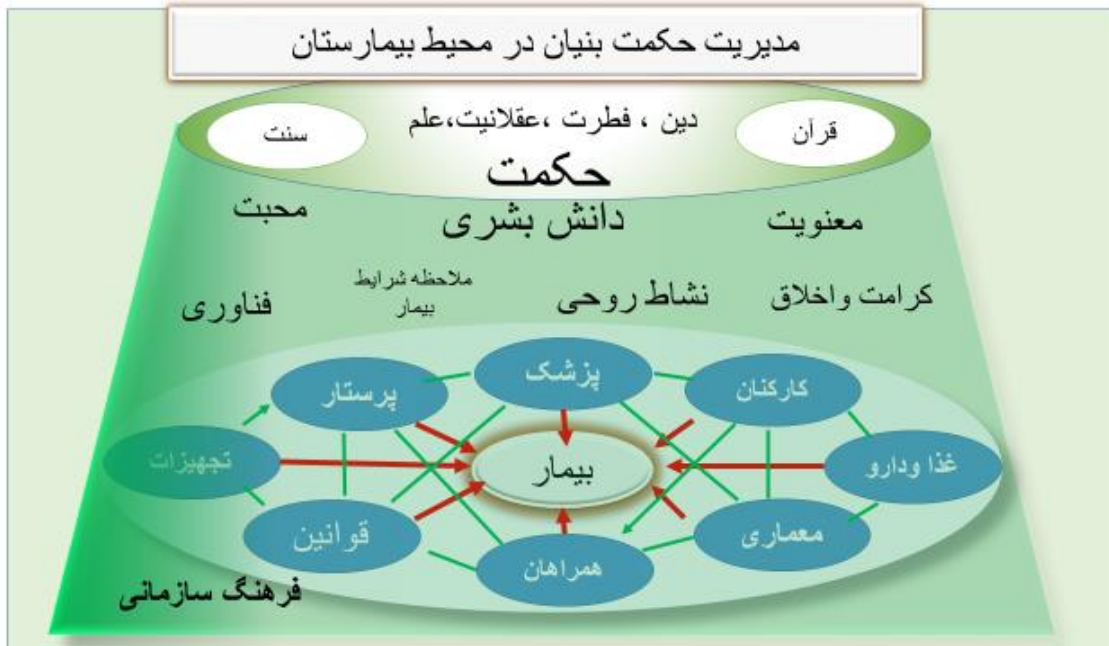 مدیریت حکمت بنیان در محیط بیمارستان
دین ، فطرت ،عقلانیت،علم
قرآن
سنت
حکمت
دانش بشری
معنویت
محبت
کرامت واخلاق
نشاط روحی
ملاحظه شرایط
بیمار
فناوری
پزشک
کارکنان
پرستار
غذا ودارو
بیمار
تجهیزات
معماری
قوانین
همراهان
فرهنگ سازمانی